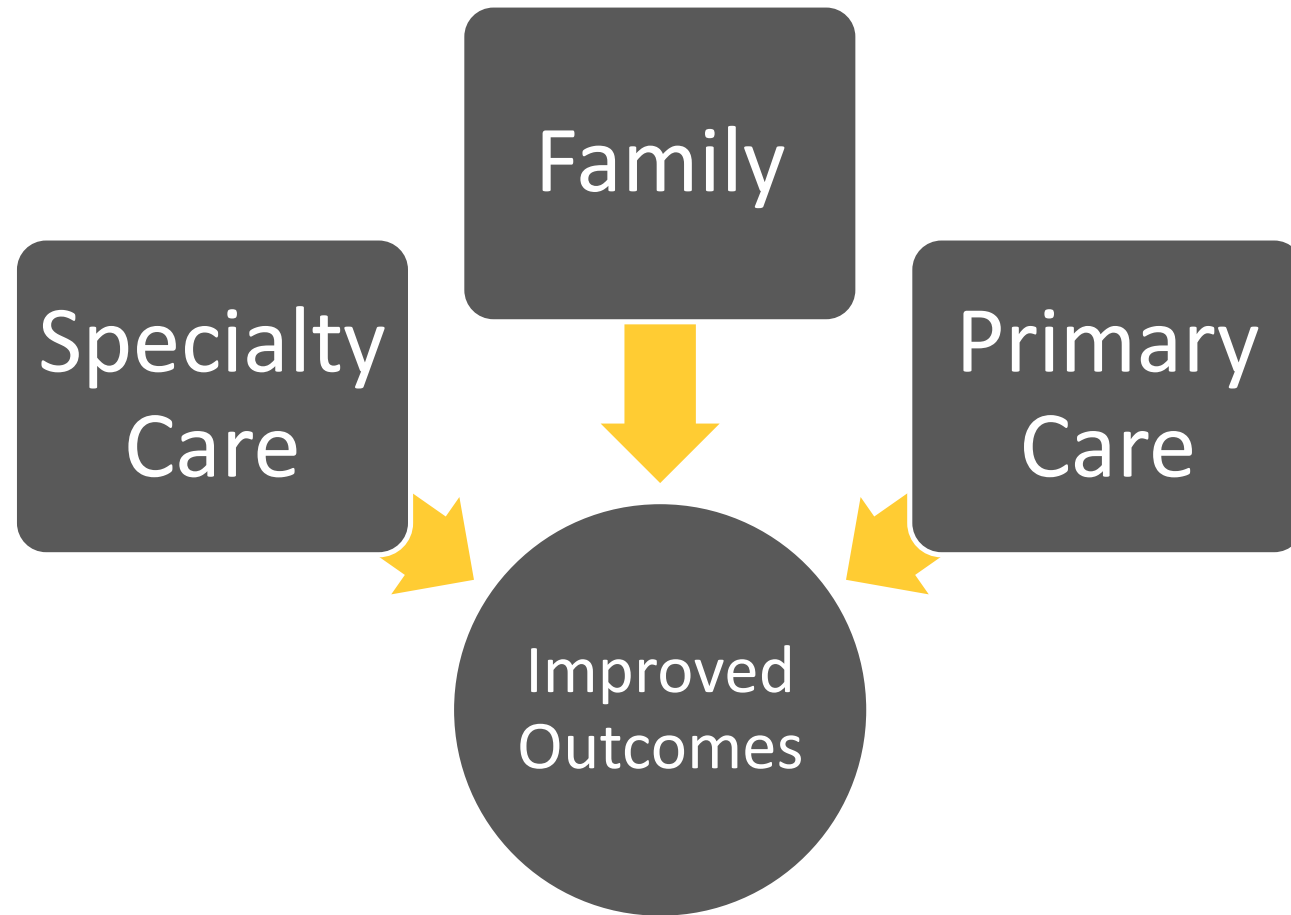 Family
Specialty
Care
Primary
Care
Improved
Outcomes